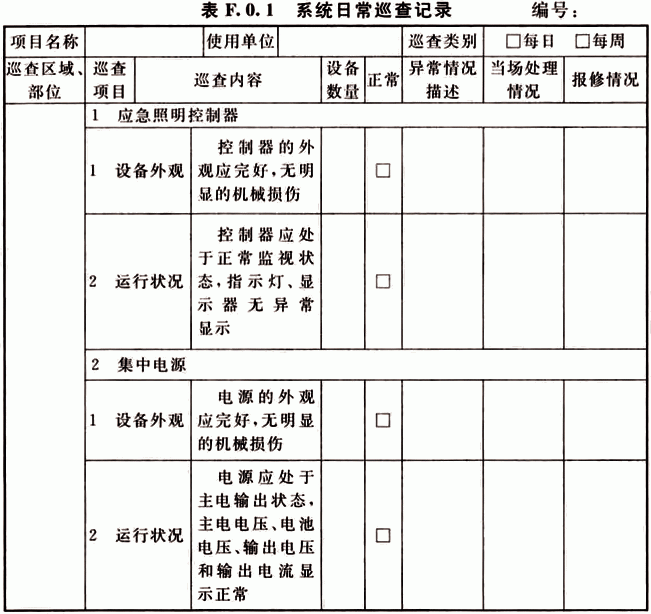 表 F.0.1 系统日常巡查记录 编号：
项目名称 使用单位 巡查类别 □每日 □每周
巡查区域、 巡查 巡查内容 设备 正常 异常情况 当场处理 报修情况
部位 项目 数量 描述 情况
1 应急照明控制器
控制器的外
1 设备外观 观应完好，无明 □
显的机械损伤
控制器应处
于正常监视状
2 运行状况 态，指示灯、显 □
示器无异常
显示
2 集中电源
电源的外观
1 设备外观 应完好，无明显 □
的机械损伤
电源应处于
主电输出状态，
2 运行状况 主电电压、电池 □
电压、输出电压
和输出电流显
示正常